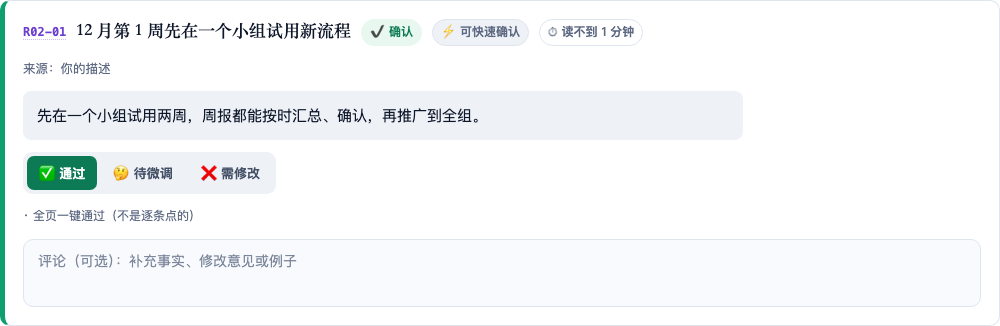 R02-01 12 月第 1 周先在一个小组试用新流程 ✔ 确认 ⚡ 可快速确认 ⏱ 读不到 1 分钟
来源：你的描述
先在一个小组试用两周，周报都能按时汇总、确认，再推广到全组。
✅ 通过 🤔 待微调 ❌ 需修改
· 全页一键通过（不是逐条点的）
评论（可选）：补充事实、修改意见或例子